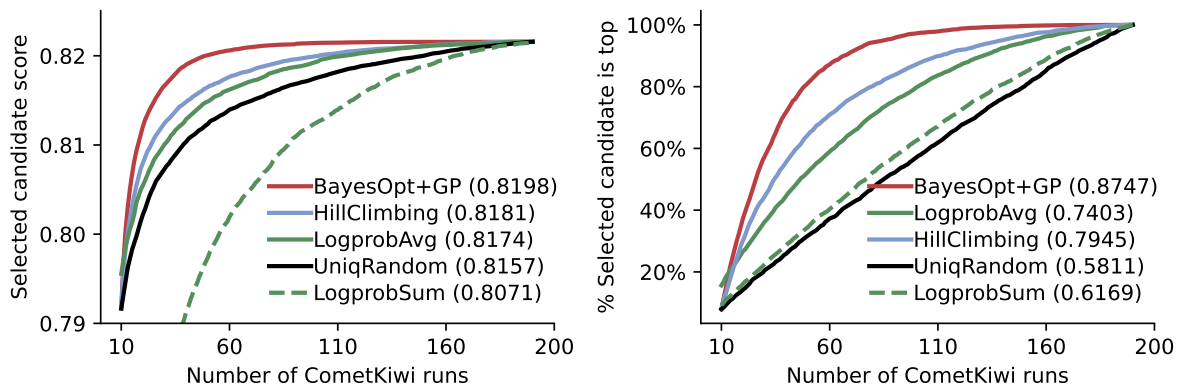 Selected candidate score
0.82
0.81
0.80
0.79
BayesOpt+GP (0.8198)
HillClimbing (0.8181)
LogprobAvg (0.8174)
UniqRandom (0.8157)
LogprobSum (0.8071)
10 60 110 160 200
Number of CometKiwi runs
% Selected candidate is top
100%
80%
60%
40%
20%
BayesOpt+GP (0.8747)
LogprobAvg (0.7403)
HillClimbing (0.7945)
UniqRandom (0.5811)
LogprobSum (0.6169)
10 60 110 160 200
Number of CometKiwi runs